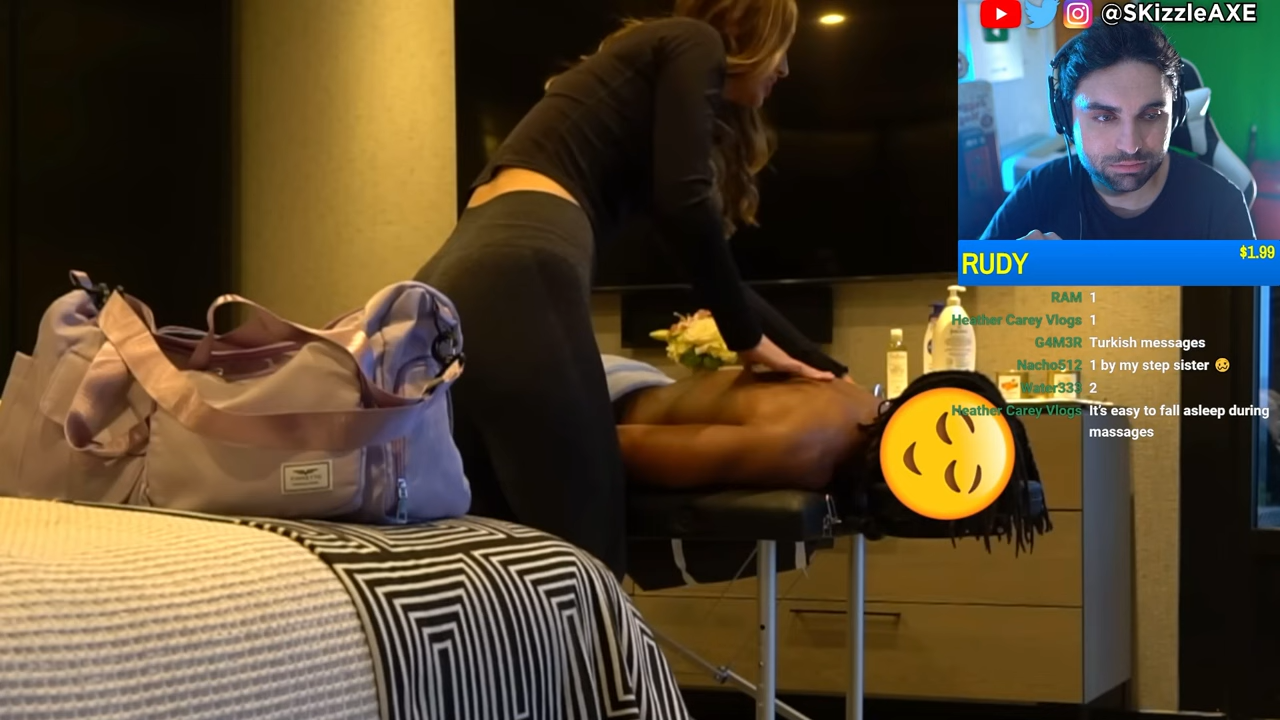 @SKizzleAXE
RUDY
$1.99
RAM 1
Heather Carey Vlogs 1
G4M3R Turkish messages
Nacho512 1 by my step sister 🥺
Water333 2
Heather Carey Vlogs It's easy to fall asleep during
massages